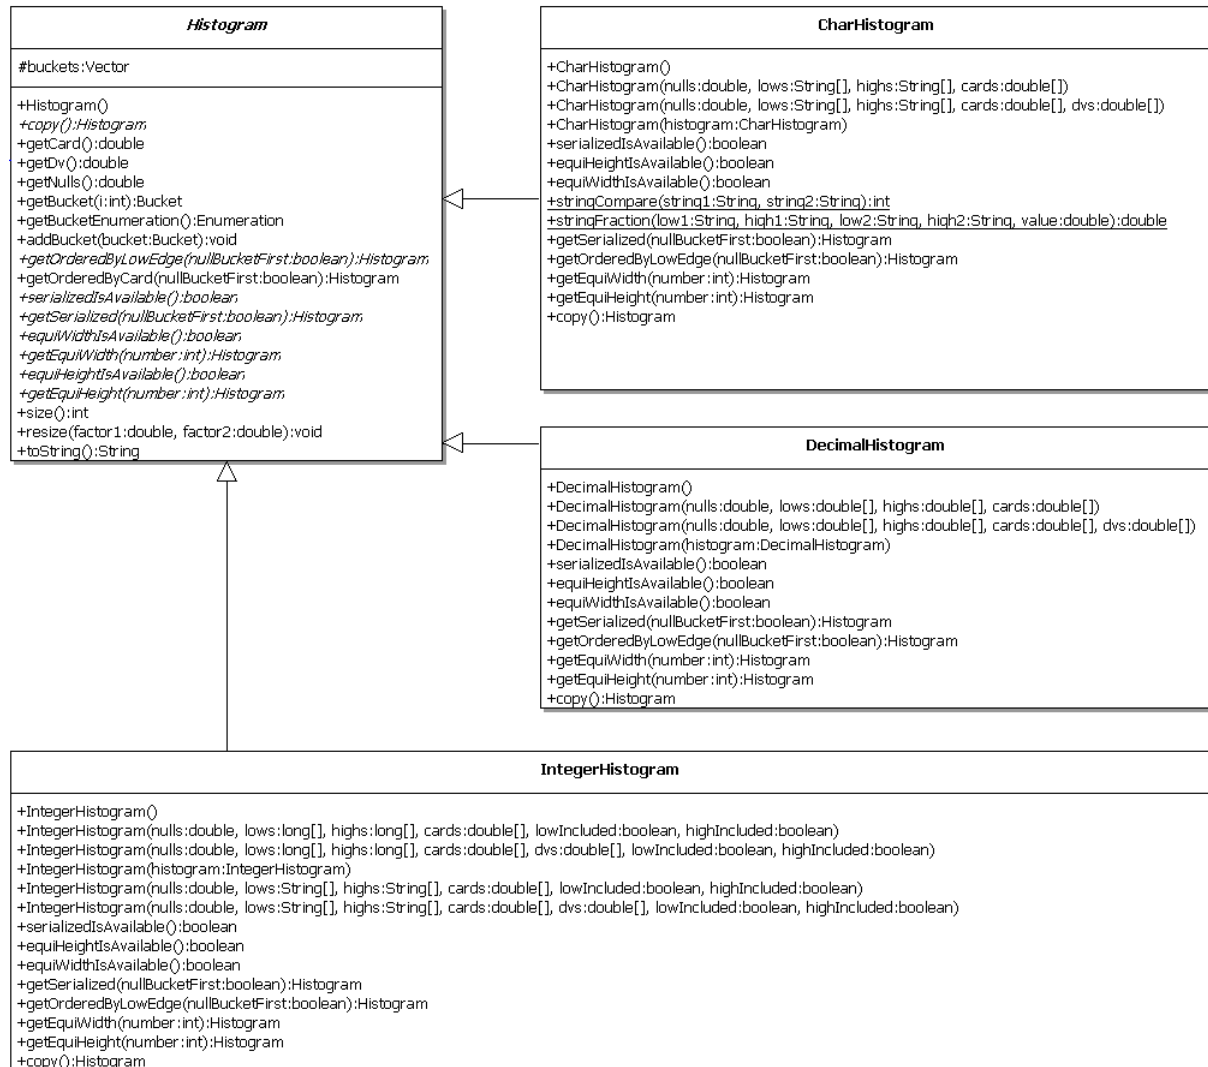 Histogram
#buckets:Vector
+Histogram()
+copy():Histogram
+getCard():double
+getDv():double
+getNulls():double
+getBucket(i:int):Bucket
+getBucketEnumeration():Enumeration
+addBucket(bucket:Bucket):void
+getOrderedByLowEdge(nullBucketFirst:boolean):Histogram
+getOrderedByCard(nullBucketFirst:boolean):Histogram
+serializedIsAvailable():boolean
+getSerialized(nullBucketFirst:boolean):Histogram
+equiWidthIsAvailable():boolean
+getEquiWidth(number:int):Histogram
+equiHeightIsAvailable():boolean
+getEquiHeight(number:int):Histogram
+size():int
+resize(factor1:double, factor2:double):void
+toString():String
CharHistogram
+CharHistogram()
+CharHistogram(nulls:double, lows:String[], highs:String[], cards:double[])
+CharHistogram(nulls:double, lows:String[], highs:String[], cards:double[], dvs:double[])
+CharHistogram(histogram:CharHistogram)
+serializedIsAvailable():boolean
+equiHeightIsAvailable():boolean
+equiWidthIsAvailable():boolean
+stringCompare(string1:String, string2:String):int
+stringFraction(low1:String, high1:String, low2:String, high2:String, value:double):double
+getSerialized(nullBucketFirst:boolean):Histogram
+getOrderedByLowEdge(nullBucketFirst:boolean):Histogram
+getEquiWidth(number:int):Histogram
+getEquiHeight(number:int):Histogram
+copy():Histogram
DecimalHistogram
+DecimalHistogram()
+DecimalHistogram(nulls:double, lows:double[], highs:double[], cards:double[])
+DecimalHistogram(nulls:double, lows:double[], highs:double[], cards:double[], dvs:double[])
+DecimalHistogram(histogram:DecimalHistogram)
+serializedIsAvailable():boolean
+equiHeightIsAvailable():boolean
+equiWidthIsAvailable():boolean
+getSerialized(nullBucketFirst:boolean):Histogram
+getOrderedByLowEdge(nullBucketFirst:boolean):Histogram
+getEquiWidth(number:int):Histogram
+getEquiHeight(number:int):Histogram
+copy():Histogram
IntegerHistogram
+IntegerHistogram()
+IntegerHistogram(nulls:double, lows:long[], highs:long[], cards:double[], lowIncluded:boolean, highIncluded:boolean)
+IntegerHistogram(nulls:double, lows:long[], highs:long[], cards:double[], dvs:double[], lowIncluded:boolean, highIncluded:boolean)
+IntegerHistogram(histogram:IntegerHistogram)
+IntegerHistogram(nulls:double, lows:String[], highs:String[], cards:double[], lowIncluded:boolean, highIncluded:boolean)
+IntegerHistogram(nulls:double, lows:String[], highs:String[], cards:double[], dvs:double[], lowIncluded:boolean, highIncluded:boolean)
+serializedIsAvailable():boolean
+equiHeightIsAvailable():boolean
+equiWidthIsAvailable():boolean
+getSerialized(nullBucketFirst:boolean):Histogram
+getOrderedByLowEdge(nullBucketFirst:boolean):Histogram
+getEquiWidth(number:int):Histogram
+getEquiHeight(number:int):Histogram
+copy():Histogram